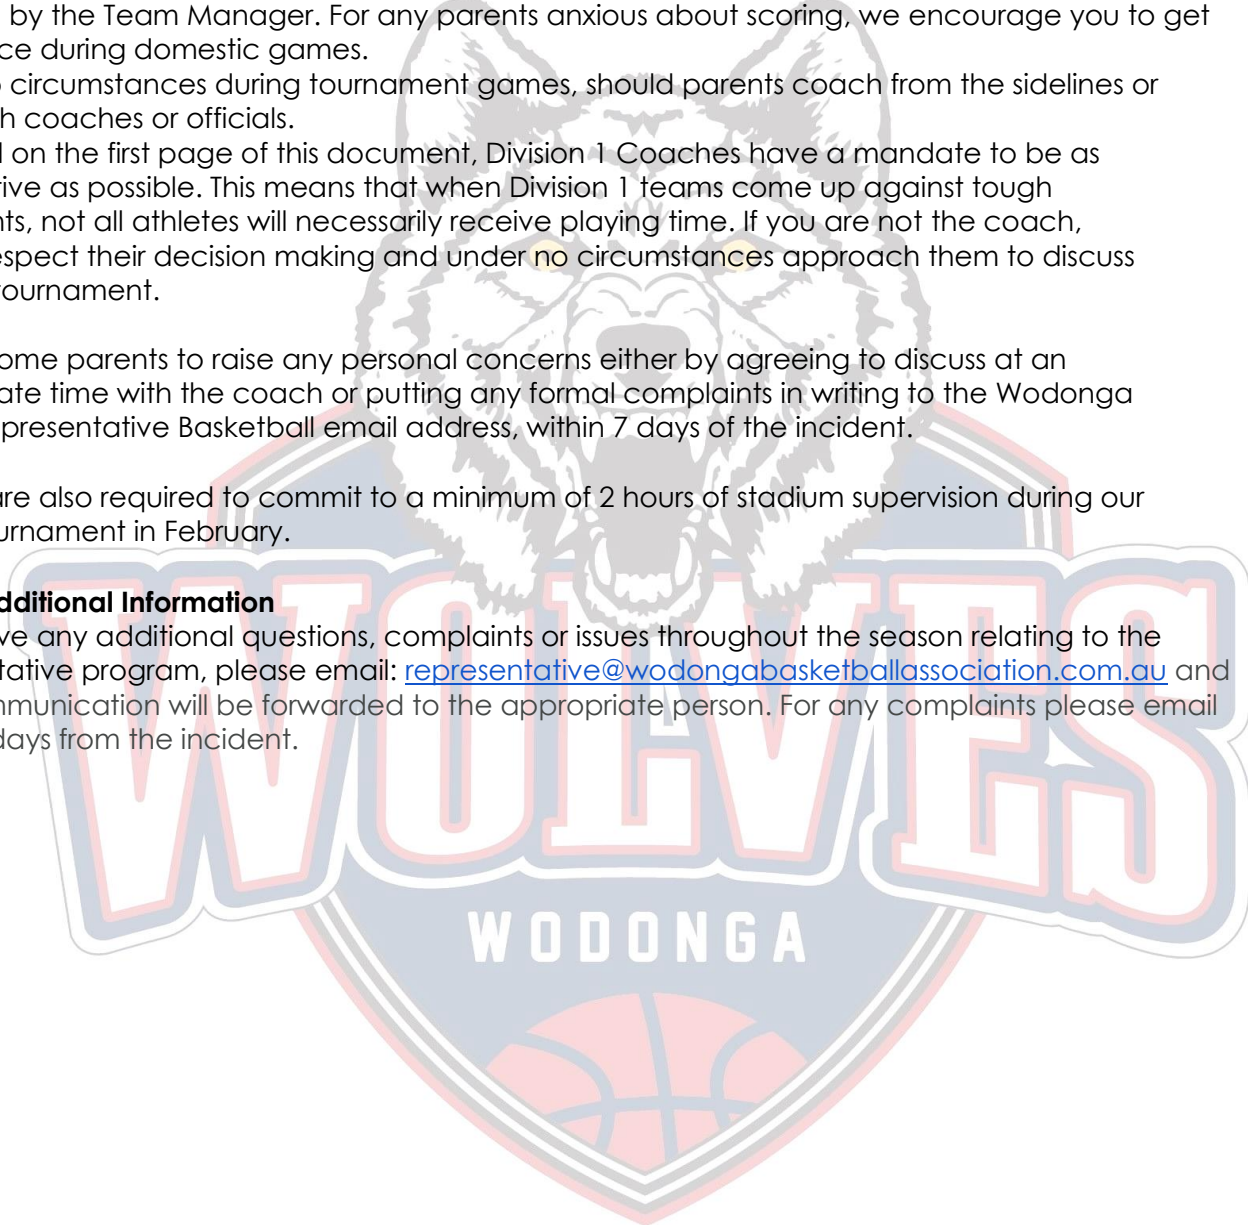 by the Team Manager. For any parents anxious about scoring, we encourage you to get
ce during domestic games.
circumstances during tournament games, should parents coach from the sidelines or
h coaches or officials.
on the first page of this document, Division 1 Coaches have a mandate to be as
tive as possible. This means that when Division 1 teams come up against tough
nts, not all athletes will necessarily receive playing time. If you are not the coach,
espect their decision making and under no circumstances approach them to discuss
tournament.
ome parents to raise any personal concerns either by agreeing to discuss at an
ate time with the coach or putting any formal complaints in writing to the Wodonga
presentative Basketball email address, within 7 days of the incident.
are also required to commit to a minimum of 2 hours of stadium supervision during our
urnament in February.
dditional Information
ve any additional questions, complaints or issues throughout the season relating to the
tative program, please email: representative@wodongabasketballassociation.com.au and
mmunication will be forwarded to the appropriate person. For any complaints please email
days from the incident.
WOLVES
WODONGA